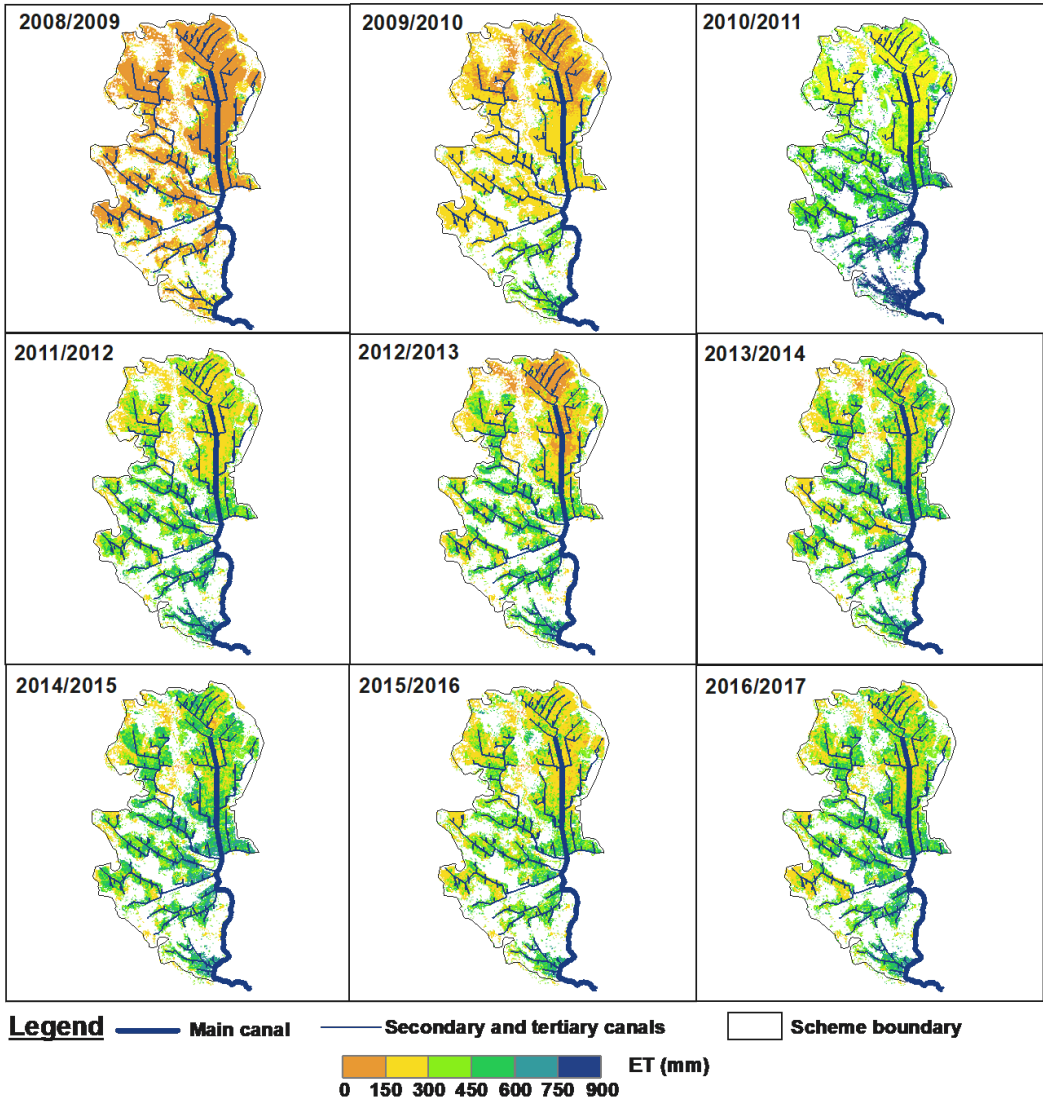 2008/2009 2009/2010 2010/2011
2011/2012 2012/2013 2013/2014
2014/2015 2015/2016 2016/2017
Legend Main canal Secondary and tertiary canals Scheme boundary
ET (mm)
0 150 300 450 600 750 900